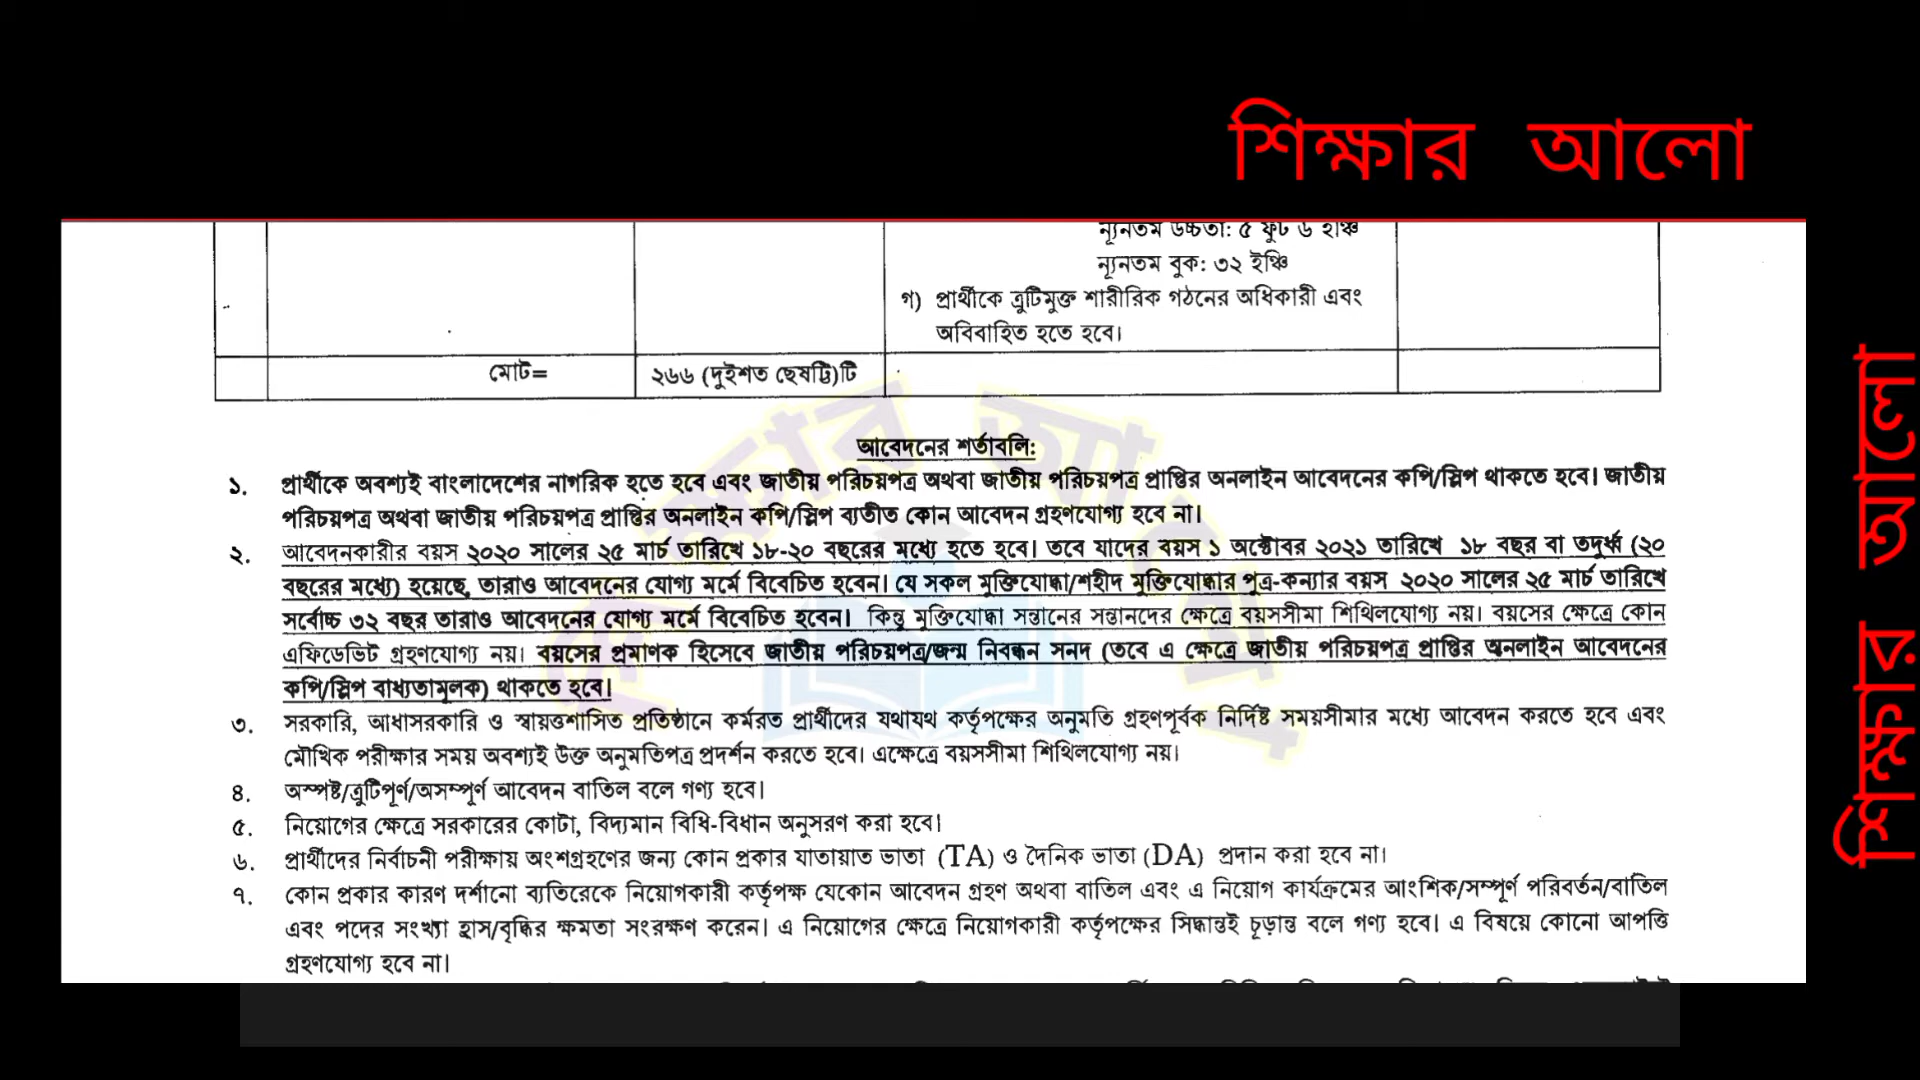 শিক্ষার আলো
ন্যূনতম উচ্চতা: ৫ ফুট ৬ ইঞ্চি
ন্যূনতম বুক: ৩২ ইঞ্চি
গ) প্রার্থীকে ত্রুটিমুক্ত শারীরিক গঠনের অধিকারী এবং
অবিবাহিত হতে হবে।
মোট= ২৬৬ (দুইশত ছেষট্টি)টি
আবেদনের শর্তাবলি:
১. প্রার্থীকে অবশ্যই বাংলাদেশের নাগরিক হতে হবে এবং জাতীয় পরিচয়পত্র অথবা জাতীয় পরিচয়পত্র প্রাপ্তির অনলাইন আবেদনের কপি/স্লিপ থাকতে হবে। জাতীয়
পরিচয়পত্র অথবা জাতীয় পরিচয়পত্র প্রাপ্তির অনলাইন কপি/স্লিপ ব্যতীত কোন আবেদন গ্রহণযোগ্য হবে না।
২. আবেদনকারীর বয়স ২০২০ সালের ২৫ মার্চ তারিখে ১৮-২০ বছরের মধ্যে হতে হবে। তবে যাদের বয়স ১ অক্টোবর ২০২১ তারিখে ১৮ বছর বা তদূর্ধ্ব (২০
বছরের মধ্যে) হয়েছে, তারাও আবেদনের যোগ্য মর্মে বিবেচিত হবেন। যে সকল মুক্তিযোদ্ধা/শহীদ মুক্তিযোদ্ধার পুত্র-কন্যার বয়স ২০২০ সালের ২৫ মার্চ তারিখে
সর্বোচ্চ ৩২ বছর তারাও আবেদনের যোগ্য মর্মে বিবেচিত হবেন। কিন্তু মুক্তিযোদ্ধা সন্তানের সন্তানদের ক্ষেত্রে বয়সসীমা শিথিলযোগ্য নয়। বয়সের ক্ষেত্রে কোন
এফিডেভিট গ্রহণযোগ্য নয়। বয়সের প্রমাণক হিসেবে জাতীয় পরিচয়পত্র/জন্ম নিবন্ধন সনদ (তবে এ ক্ষেত্রে জাতীয় পরিচয়পত্র প্রাপ্তির অনলাইন আবেদনের
কপি/স্লিপ বাধ্যতামূলক) থাকতে হবে।
৩. সরকারি, আধাসরকারি ও স্বায়ত্তশাসিত প্রতিষ্ঠানে কর্মরত প্রার্থীদের যথাযথ কর্তৃপক্ষের অনুমতি গ্রহণপূর্বক নির্দিষ্ট সময়সীমার মধ্যে আবেদন করতে হবে এবং
মৌখিক পরীক্ষার সময় অবশ্যই উক্ত অনুমতিপত্র প্রদর্শন করতে হবে। এক্ষেত্রে বয়সসীমা শিথিলযোগ্য নয়।
৪. অস্পষ্ট/ত্রুটিপূর্ণ/অসম্পূর্ণ আবেদন বাতিল বলে গণ্য হবে।
৫. নিয়োগের ক্ষেত্রে সরকারের কোটা, বিদ্যমান বিধি-বিধান অনুসরণ করা হবে।
৬. প্রার্থীদের নির্বাচনী পরীক্ষায় অংশগ্রহণের জন্য কোন প্রকার যাতায়াত ভাতা (TA) ও দৈনিক ভাতা (DA) প্রদান করা হবে না।
৭. কোন প্রকার কারণ দর্শানো ব্যতিরেকে নিয়োগকারী কর্তৃপক্ষ যেকোন আবেদন গ্রহণ অথবা বাতিল এবং এ নিয়োগ কার্যক্রমের আংশিক/সম্পূর্ণ পরিবর্তন/বাতিল
এবং পদের সংখ্যা হ্রাস/বৃদ্ধির ক্ষমতা সংরক্ষণ করেন। এ নিয়োগের ক্ষেত্রে নিয়োগকারী কর্তৃপক্ষের সিদ্ধান্তই চূড়ান্ত বলে গণ্য হবে। এ বিষয়ে কোনো আপত্তি
গ্রহণযোগ্য হবে না।
শিক্ষার আলো